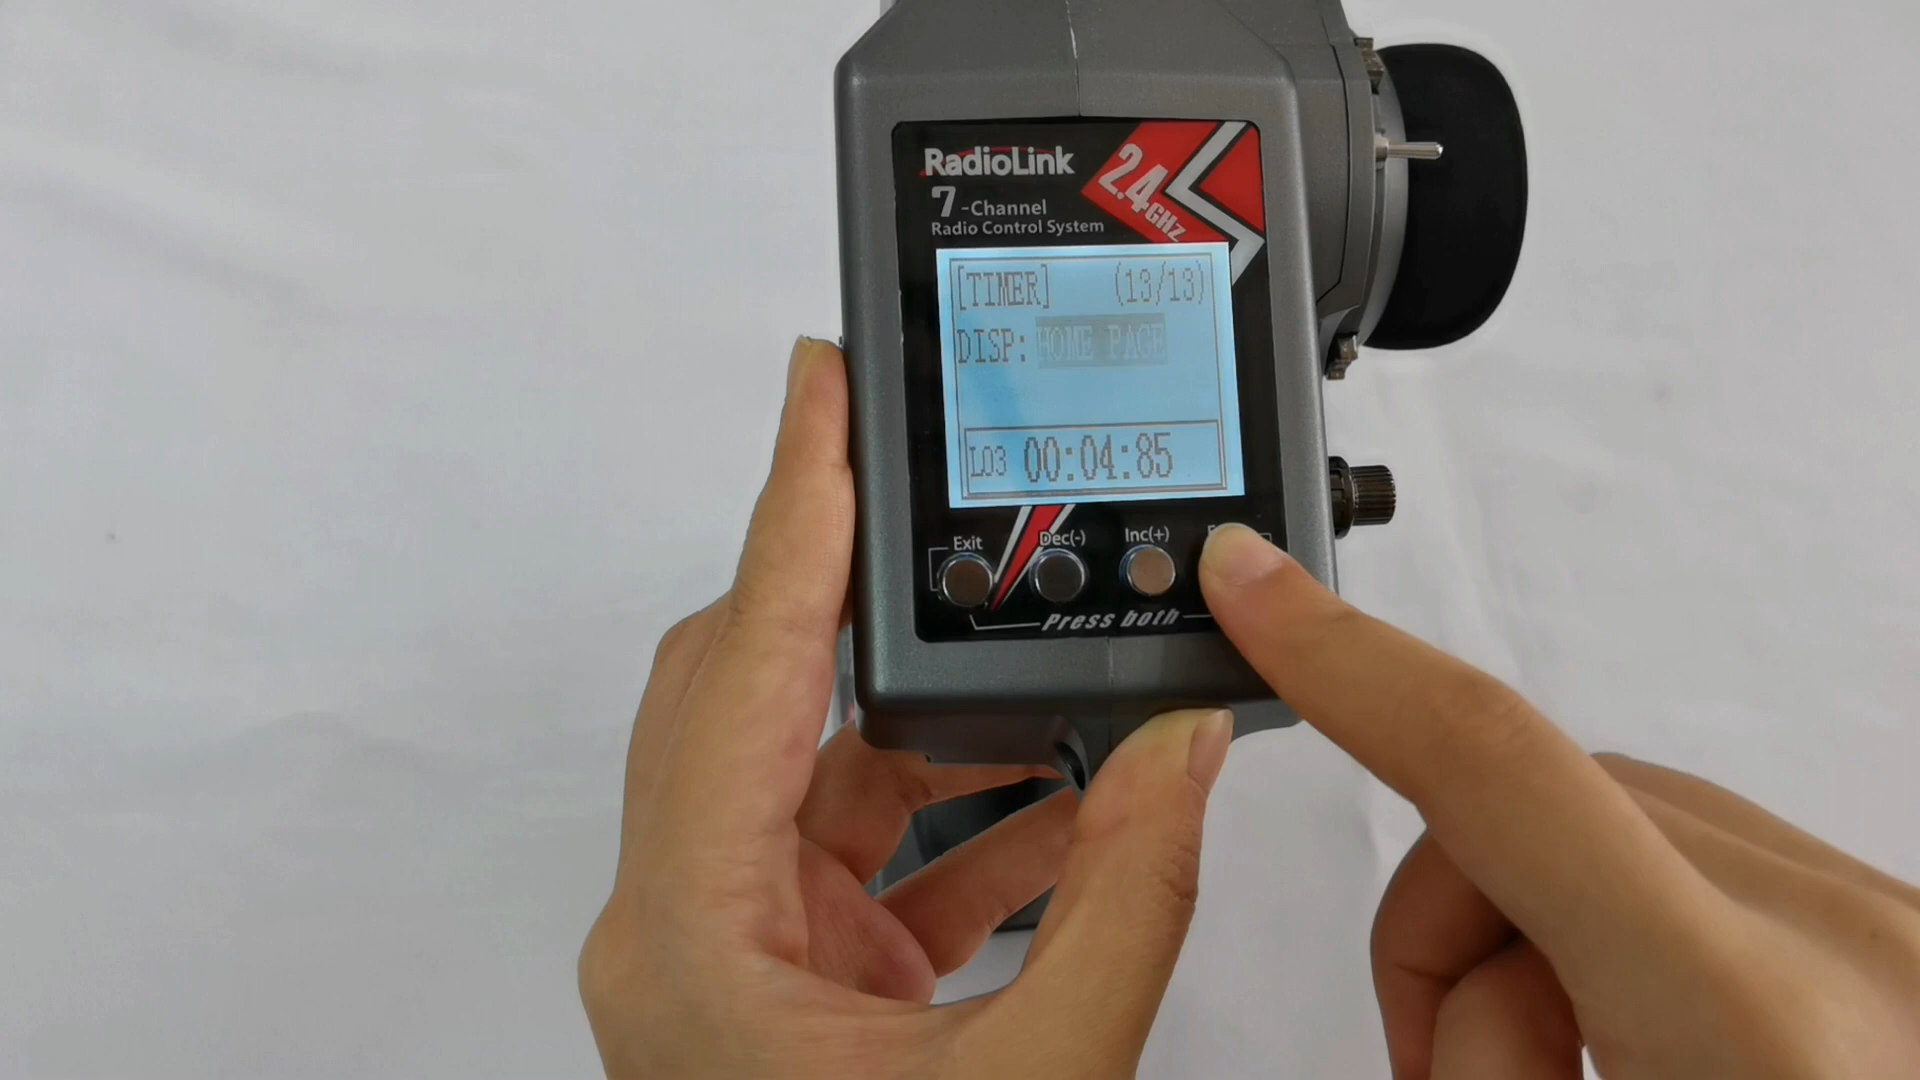 RadioLink
7-Channel
Radio Control System
2.4GHZ
[TIMER] (13/13)
DISP: HOME PAGE
L03 00:04:85
Exit Dec(-) Inc(+)
Press both